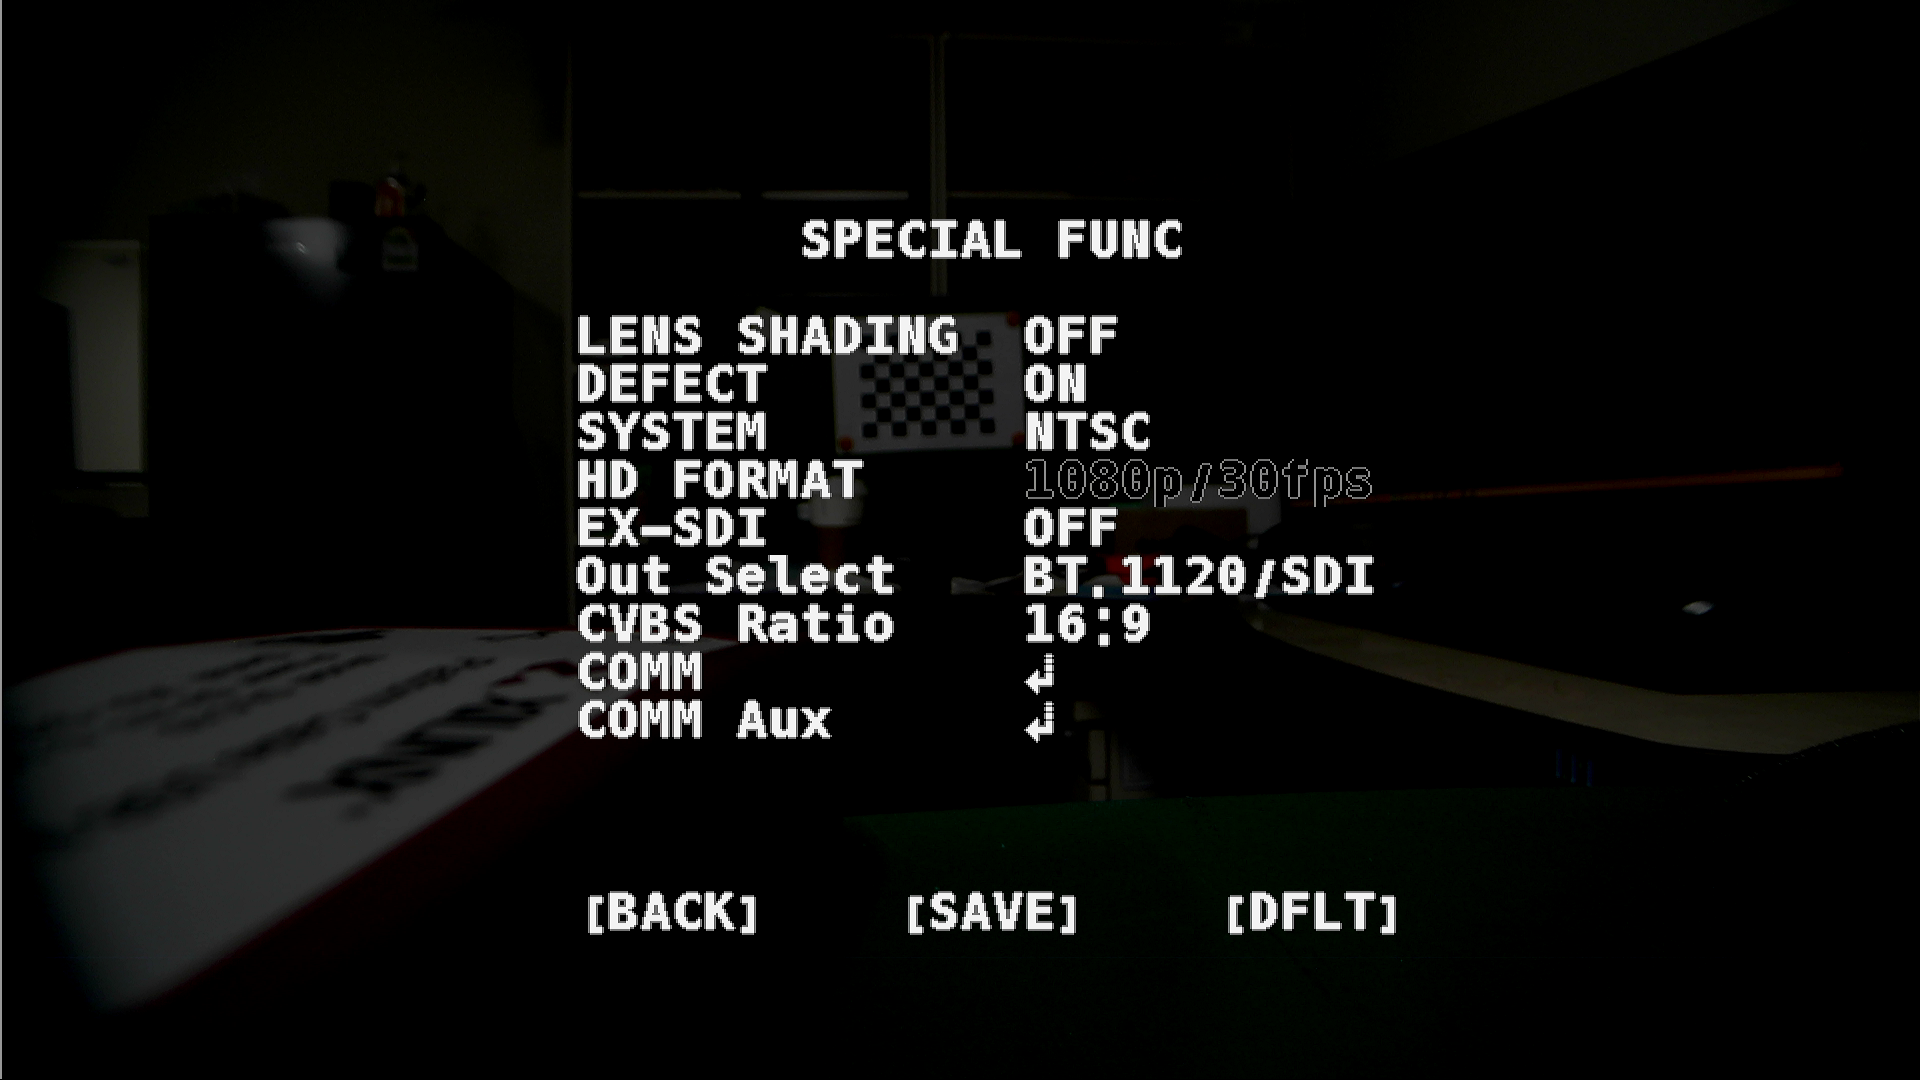 SPECIAL FUNC
LENS SHADING OFF
DEFECT ON
SYSTEM NTSC
HD FORMAT 1080p/30fps
EX-SDI OFF
Out Select BT.1120/SDI
CVBS Ratio 16:9
COMM ↲
COMM Aux ↲
[BACK] [SAVE] [DFLT]